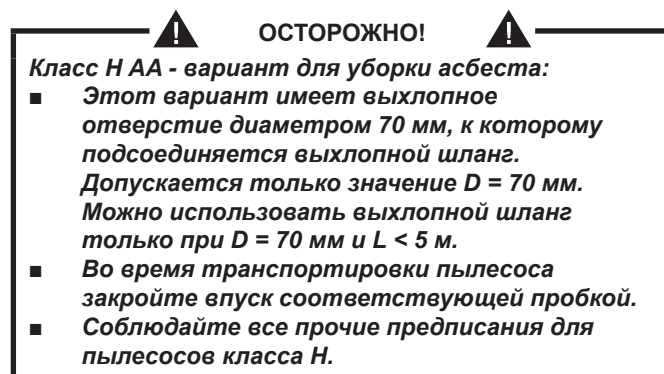 ОСТОРОЖНО!
Класс H AA - вариант для уборки асбеста:
■ Этот вариант имеет выхлопное
отверстие диаметром 70 мм, к которому
подсоединяется выхлопной шланг.
Допускается только значение D = 70 мм.
Можно использовать выхлопной шланг
только при D = 70 мм и L < 5 м.
■ Во время транспортировки пылесоса
закройте впуск соответствующей пробкой.
■ Соблюдайте все прочие предписания для
пылесосов класса H.